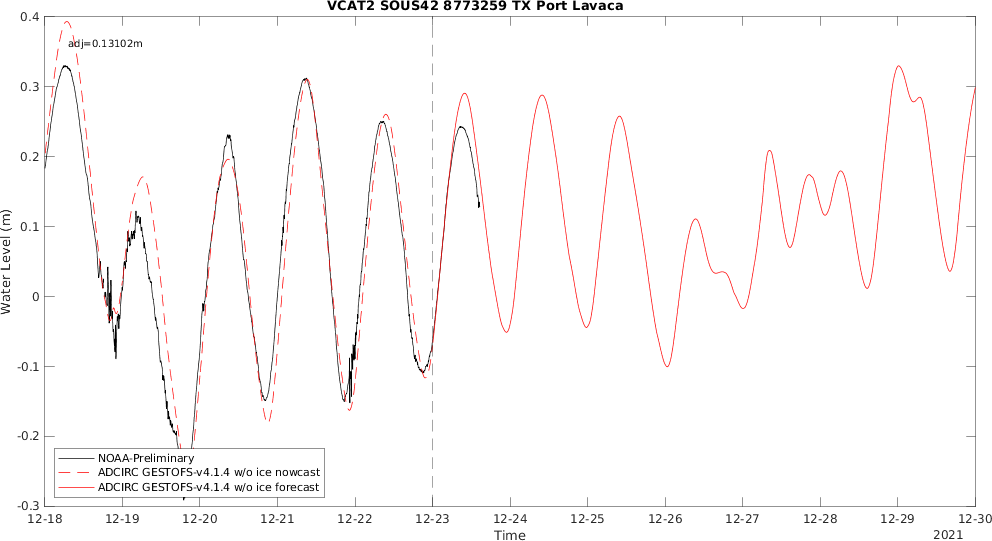 VCAT2 SOUS42 8773259 TX Port Lavaca
adj=0.13102m
Water Level (m)
0.4
0.3
0.2
0.1
0
-0.1
-0.2
-0.3
NOAA-Preliminary
ADCIRC GESTOFS-v4.1.4 w/o ice nowcast
ADCIRC GESTOFS-v4.1.4 w/o ice forecast
12-18 12-19 12-20 12-21 12-22 12-23 12-24 12-25 12-26 12-27 12-28 12-29 12-30
Time
2021